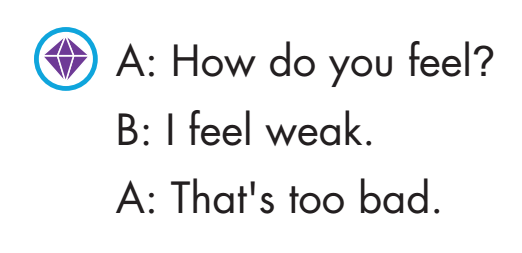 A: How do you feel?
B: I feel weak.
A: That's too bad.